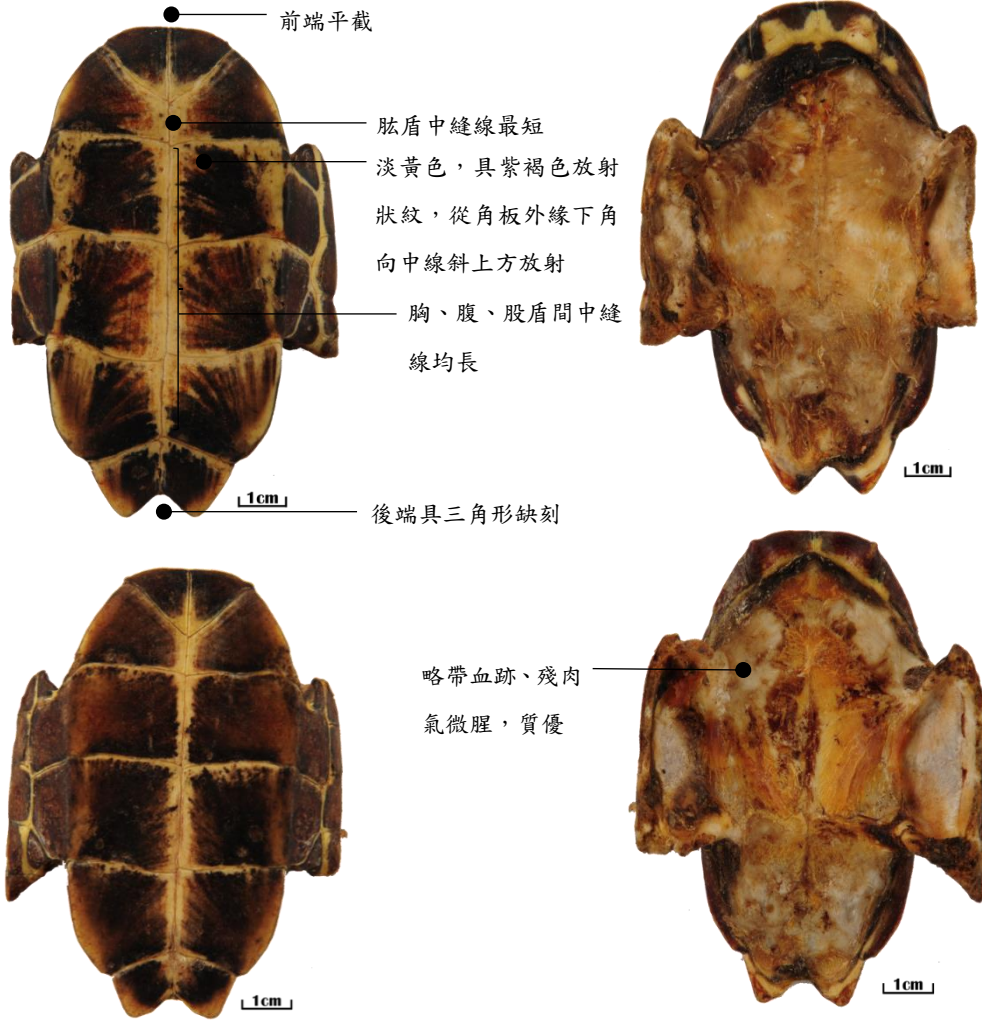 前端平截
肱盾中縫線最短
淡黃色，具紫褐色放射
狀紋，從角板外緣下角
向中線斜上方放射
胸、腹、股盾間中縫
線均長
1cm
1cm
後端具三角形缺刻
略帶血跡、殘肉
氣微腥，質優
1cm
1cm